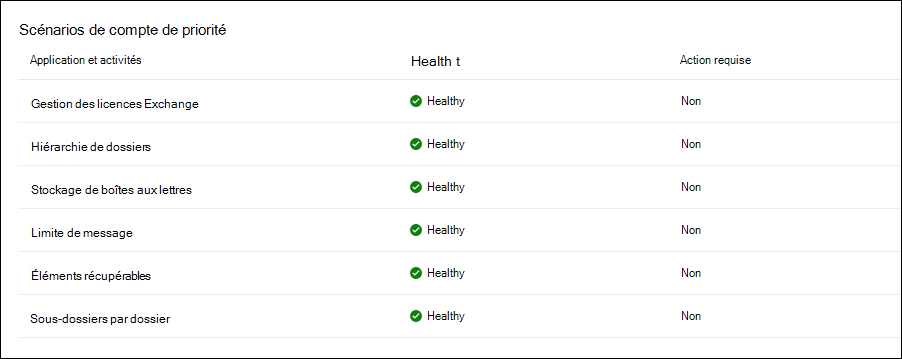 Scénarios de compte de priorité
Application et activités Health t Action requise
Gestion des licences Exchange Healthy Non
Hiérarchie de dossiers Healthy Non
Stockage de boîtes aux lettres Healthy Non
Limite de message Healthy Non
Éléments récupérables Healthy Non
Sous-dossiers par dossier Healthy Non